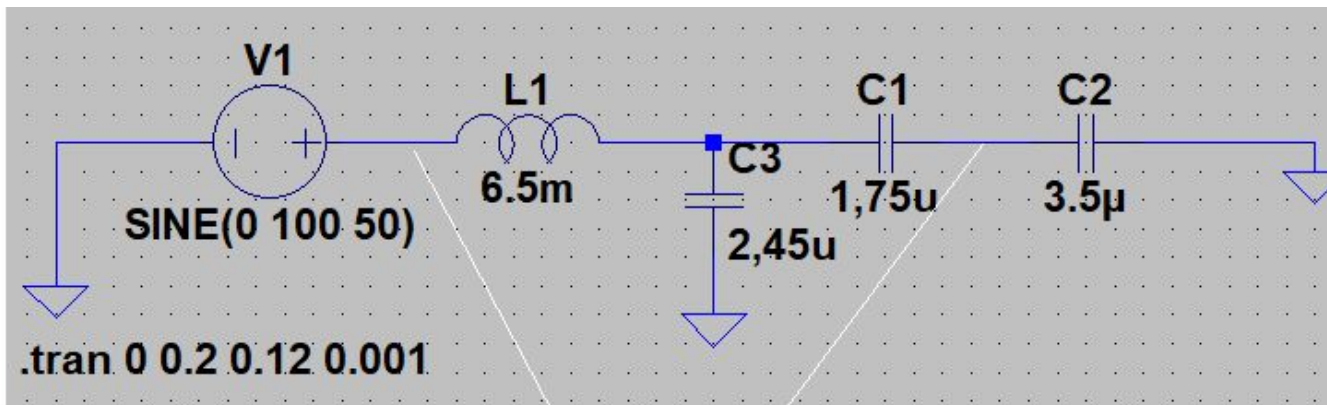 V1
L1
C1
C2
C3
6.5m
1,75u
3.5µ
SINE(0 100 50)
2,45u
.tran 0 0.2 0.12 0.001